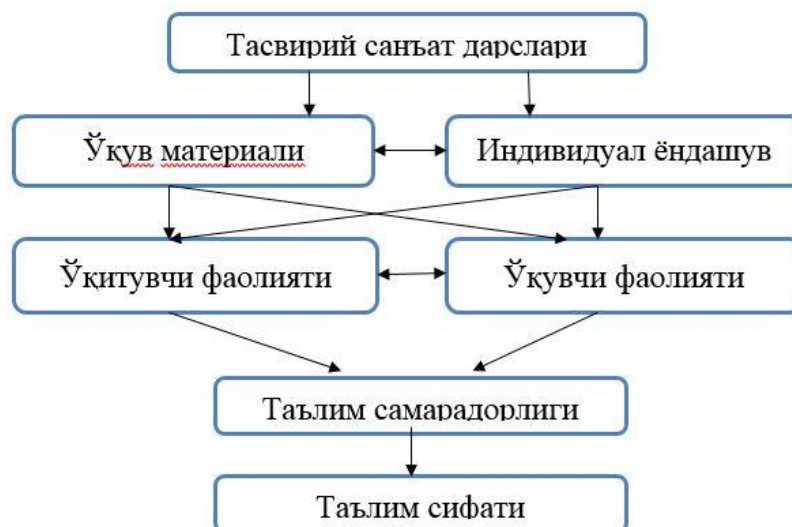 Тасвирий санъат дарслари
Ўқув материали
Индивидуал ёндашув
Ўқитувчи фаолияти
Ўқувчи фаолияти
Таълим самарадорлиги
Таълим сифати